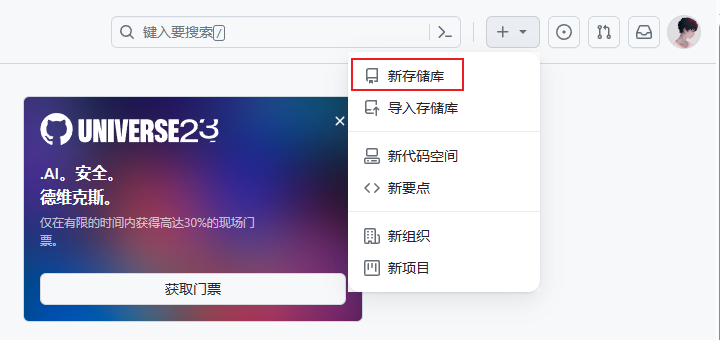 键入要搜索/
新存储库
导入存储库
新代码空间
新要点
新组织
新项目
UNIVERSE23
.AI。安全。
德维克斯。
仅在有限的时间内获得高达30%的现场门
票。
获取门票